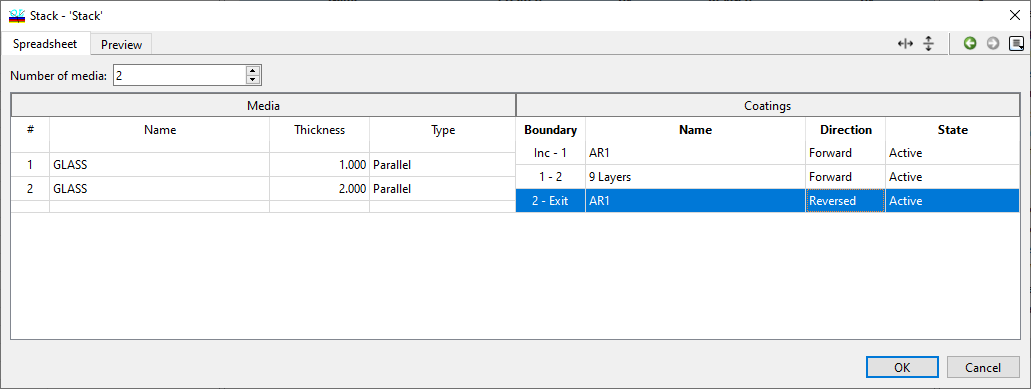 Stack - 'Stack'
Spreadsheet Preview
Number of media: 2
Media Coatings
# Name Thickness Type Boundary Name Direction State
Inc - 1 AR1 Forward Active
1 GLASS 1.000 Parallel
1 - 2 9 Layers Forward Active
2 GLASS 2.000 Parallel
2 - Exit AR1 Reversed Active
OK Cancel